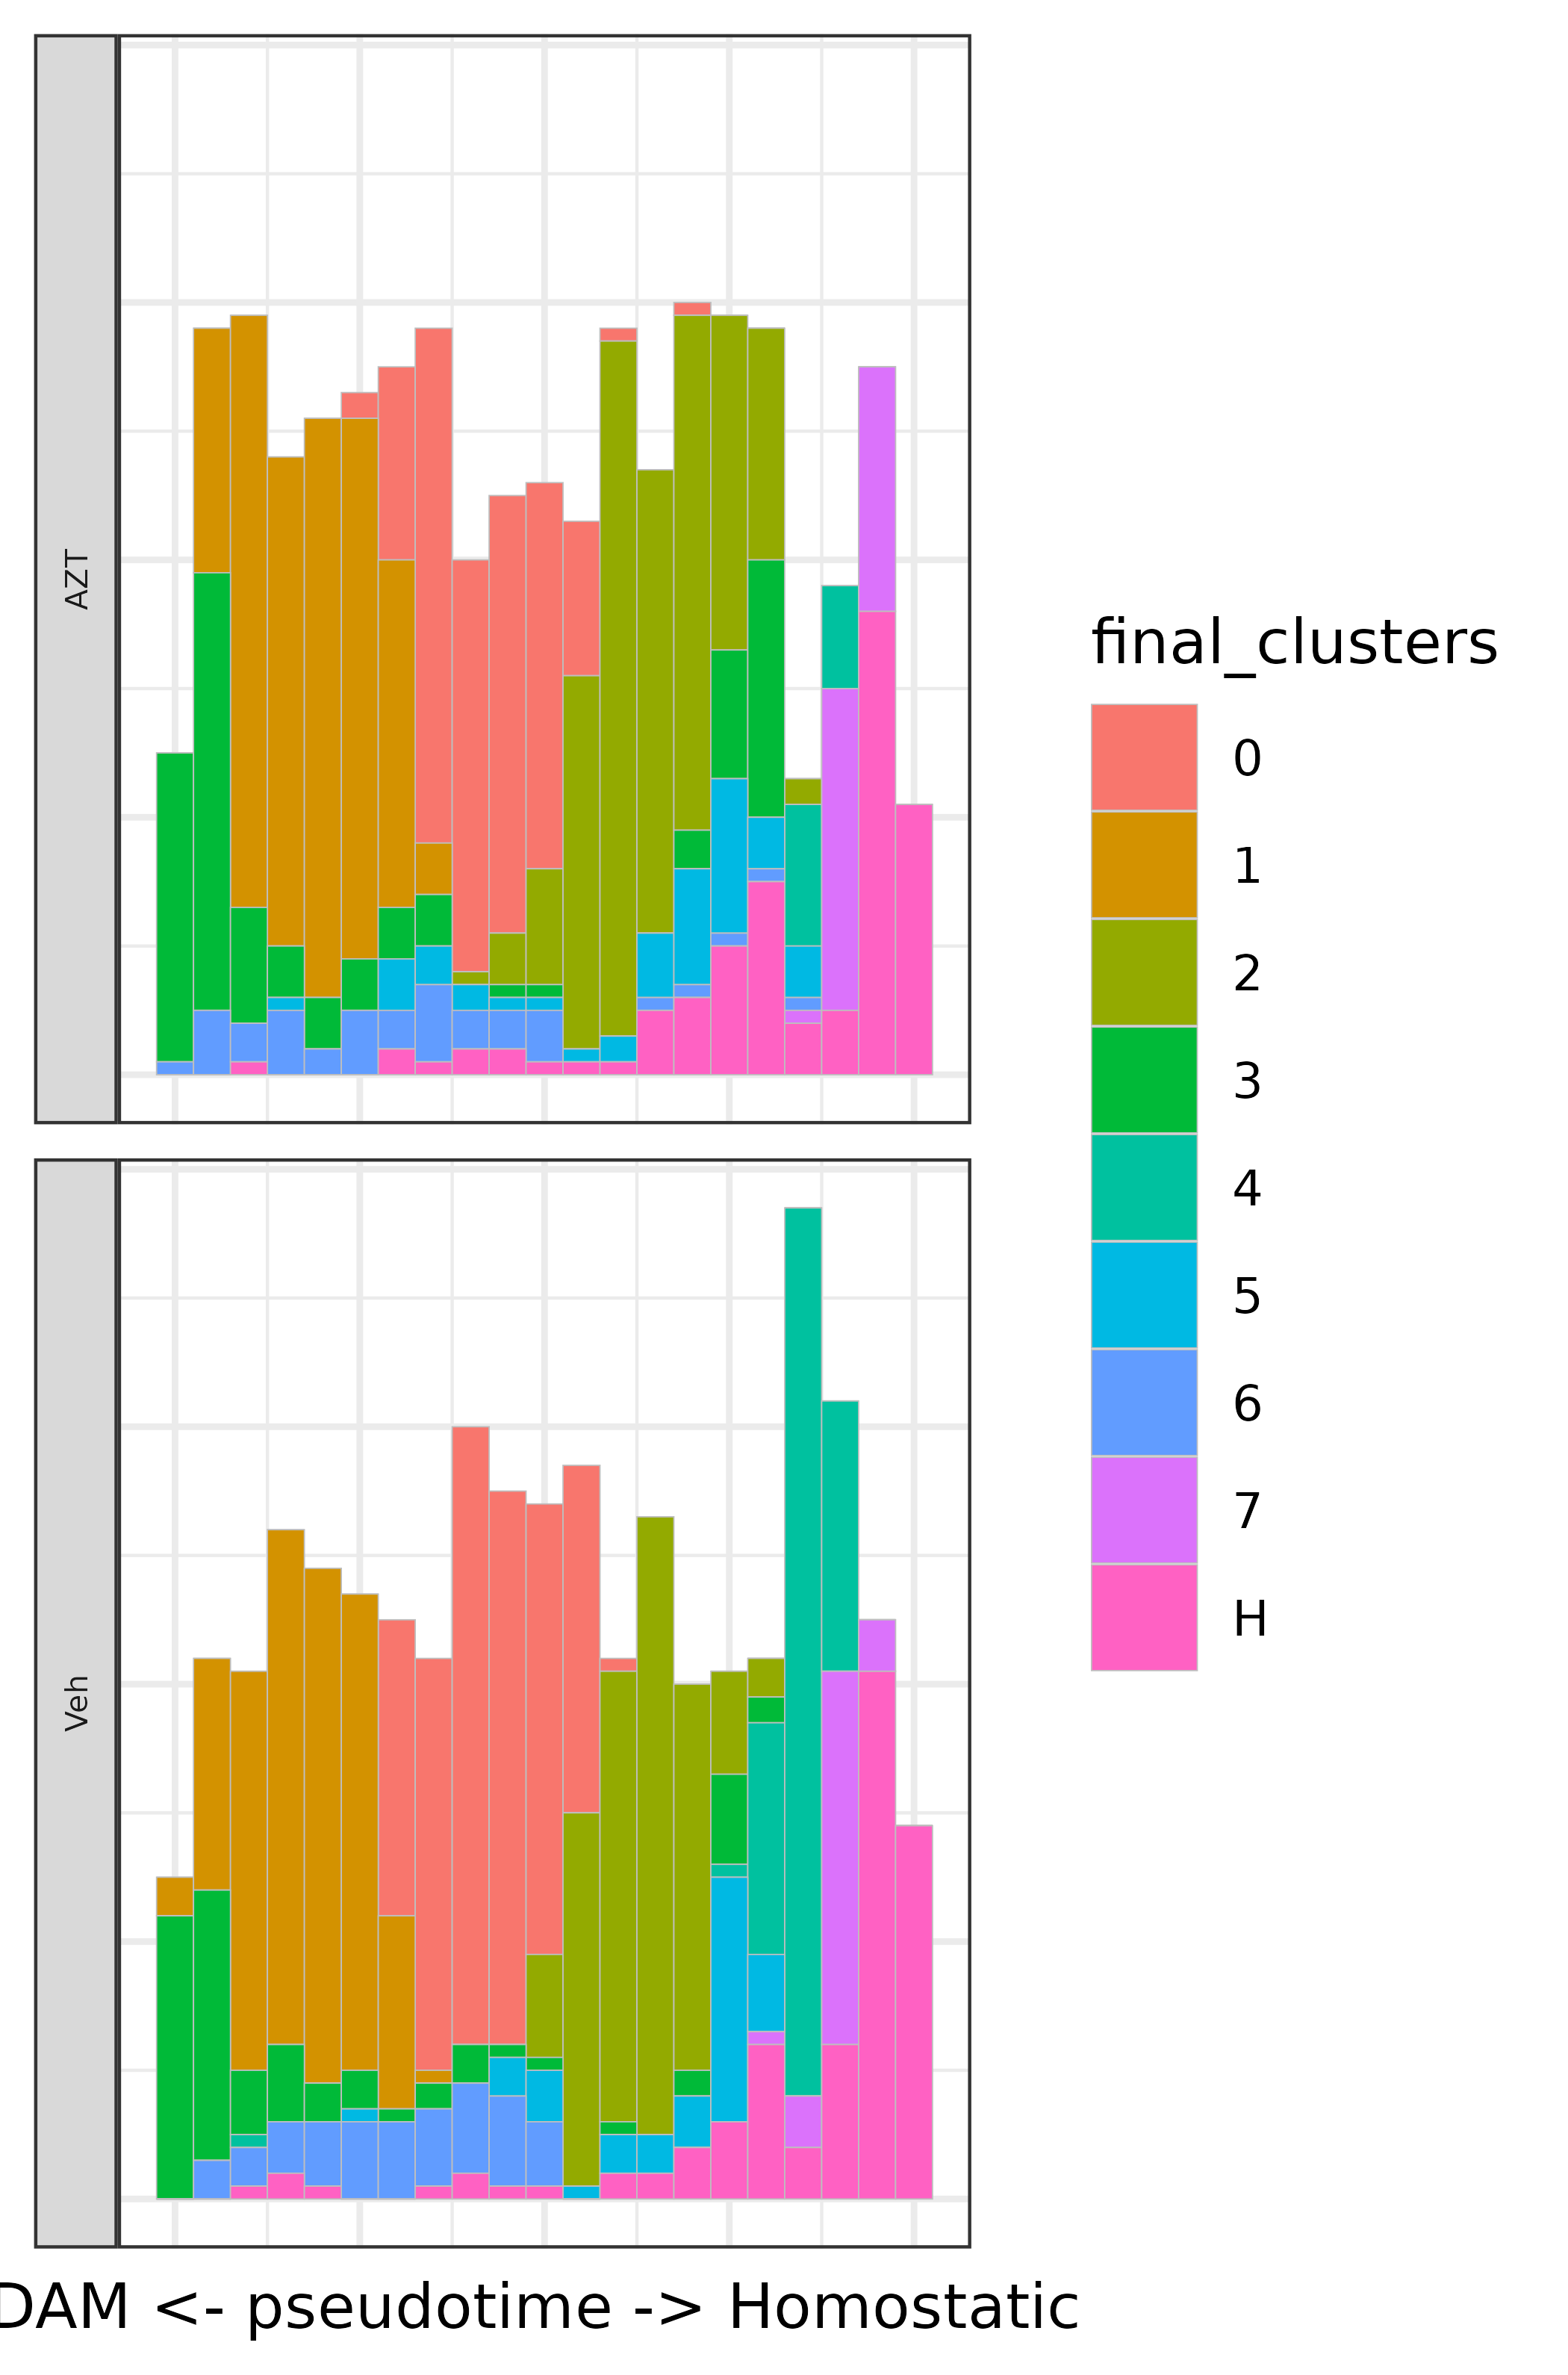 AZT
Veh
final_clusters
0
1
2
3
4
5
6
7
H
DAM <- pseudotime -> Homostatic